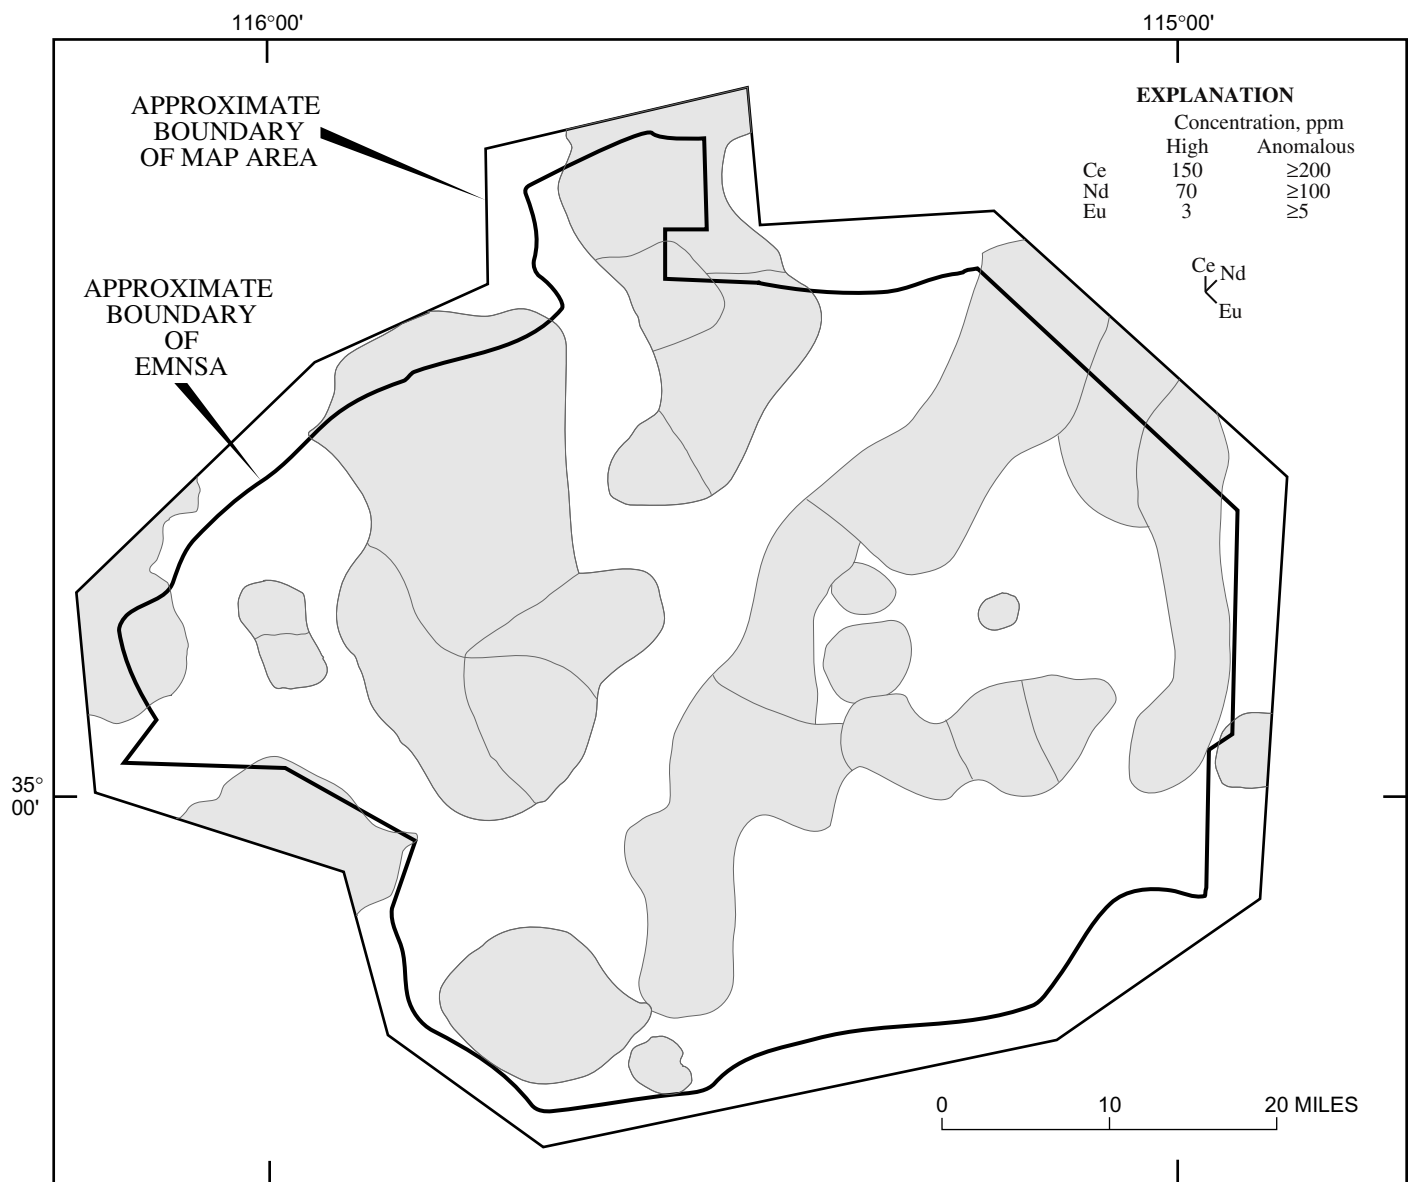 116°00'
115°00'
APPROXIMATE
BOUNDARY
OF MAP AREA
EXPLANATION
Concentration, ppm
High Anomalous
Ce 150 ≥200
Nd 70 ≥100
Eu 3 ≥5
Ce
Nd
Eu
APPROXIMATE
BOUNDARY
OF
EMNSA
35°
00'
0 10 20 MILES